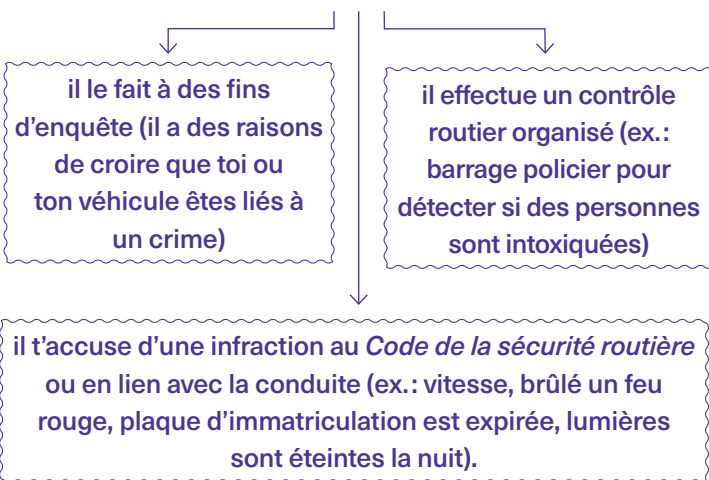 il le fait à des fins
d'enquête (il a des raisons
de croire que toi ou
ton véhicule êtes liés à
un crime)
il effectue un contrôle
routier organisé (ex.:
barrage policier pour
détecter si des personnes
sont intoxiquées)
il t'accuse d'une infraction au Code de la sécurité routière
ou en lien avec la conduite (ex.: vitesse, brûlé un feu
rouge, plaque d’immatriculation est expirée, lumières
sont éteintes la nuit).